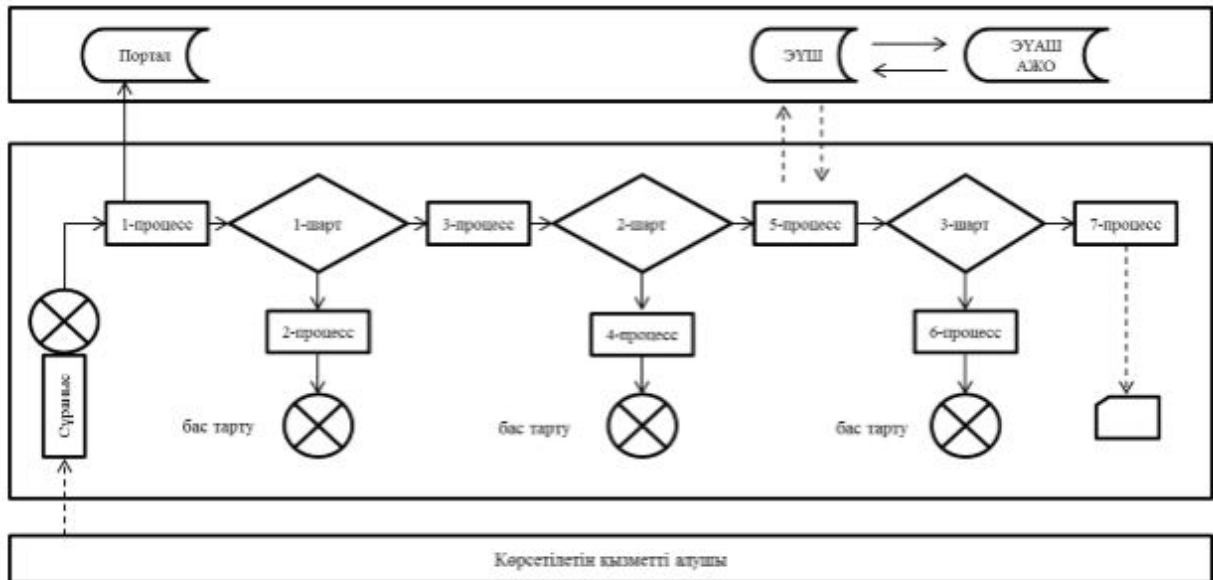 Портал
ЭҮШ
ЭҮАШ
АЖО
1-процесс
1-шарт
3-процесс
2-шарт
5-процесс
3-шарт
7-процесс
2-процесс
4-процесс
6-процесс
Сұраныс
бас тарту
бас тарту
бас тарту
Көрсетілетін қызметті алушы